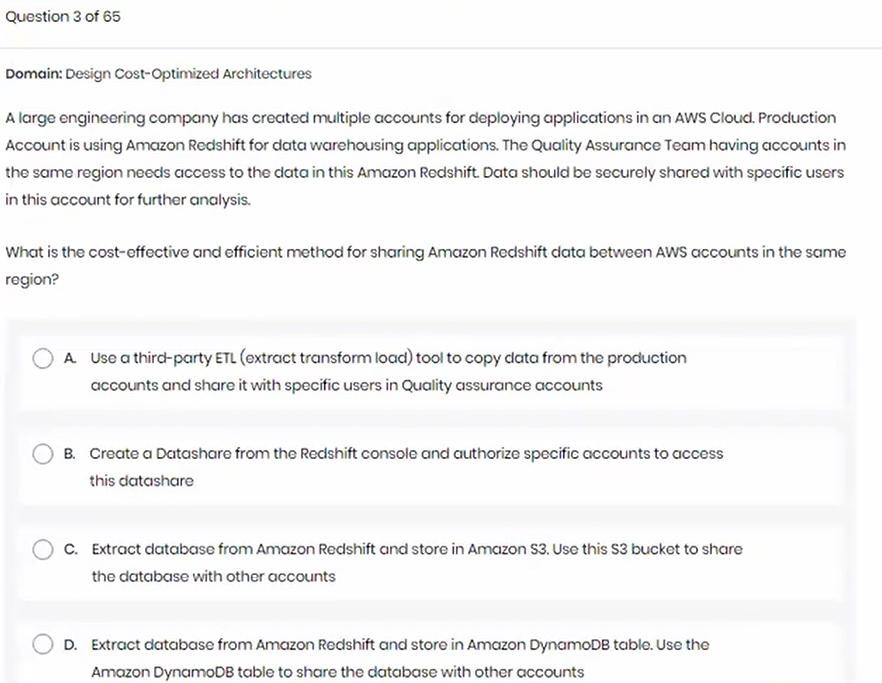 Question 3 of 65
Domain: Design Cost-Optimized Architectures
A large engineering company has created multiple accounts for deploying applications in an AWS Cloud. Production
Account is using Amazon Redshift for data warehousing applications. The Quality Assurance Team having accounts in
the same region needs access to the data in this Amazon Redshift. Data should be securely shared with specific users
in this account for further analysis.
What is the cost-effective and efficient method for sharing Amazon Redshift data between AWS accounts in the same
region?
A. Use a third-party ETL (extract transform load) tool to copy data from the production
accounts and share it with specific users in Quality assurance accounts
B. Create a Datashare from the Redshift console and authorize specific accounts to access
this datashare
C. Extract database from Amazon Redshift and store in Amazon S3. Use this S3 bucket to share
the database with other accounts
D. Extract database from Amazon Redshift and store in Amazon DynamoDB table. Use the
Amazon DynamoDB table to share the database with other accounts